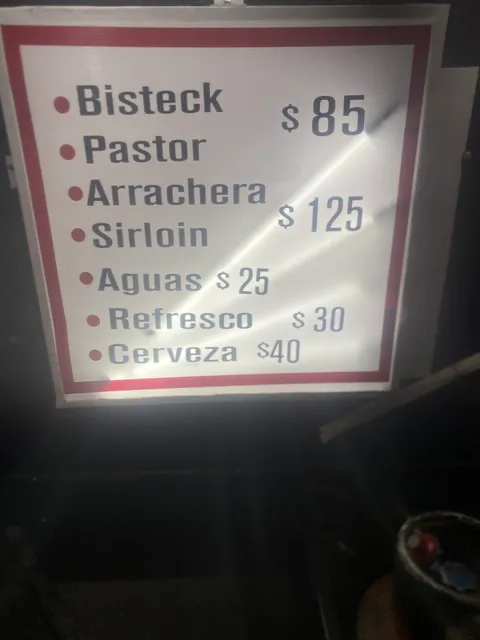 • Bisteck
$ 85
• Pastor
• Arrachera
$ 125
• Sirloin
• Aguas $ 25
• Refresco $ 30
• Cerveza $40